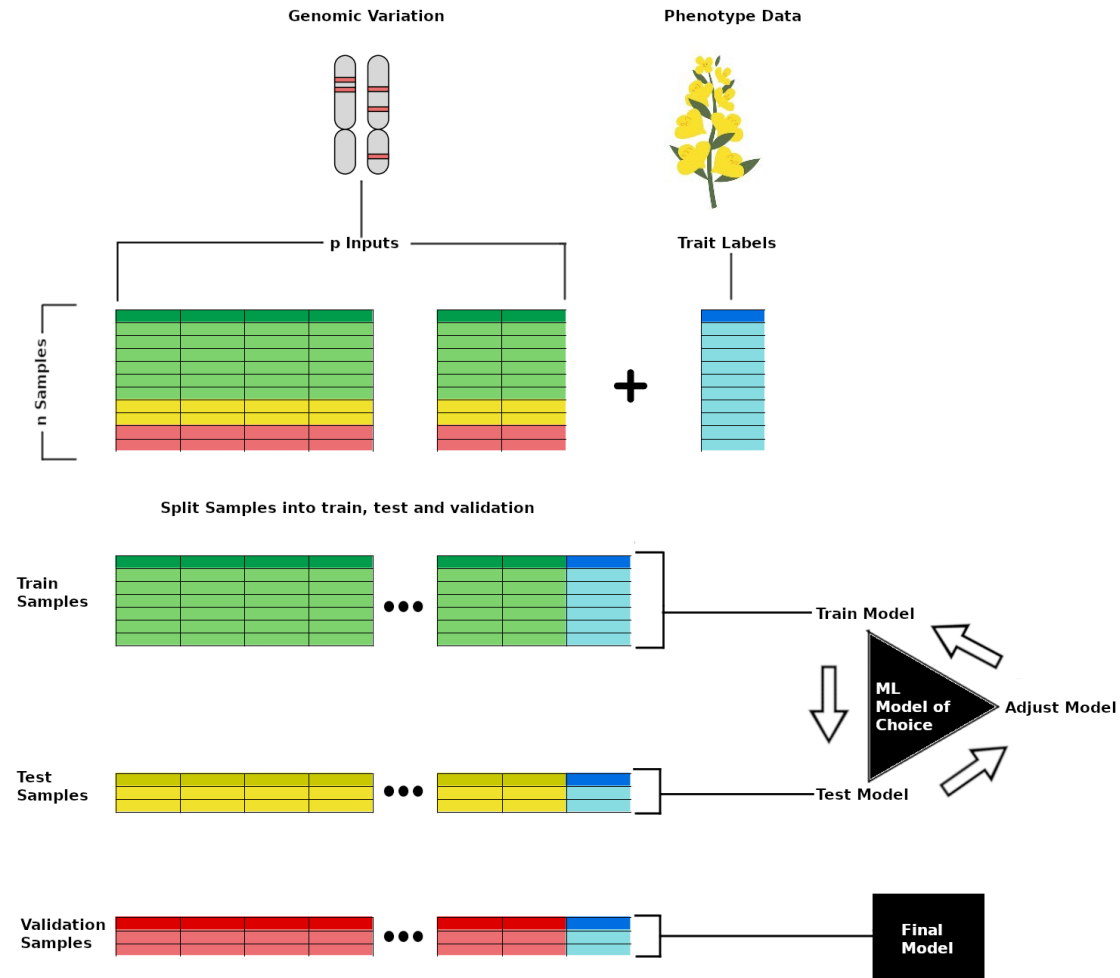 Genomic Variation
Phenotype Data
p Inputs
Trait Labels
n Samples
Split Samples into train, test and validation
Train
Samples
Train Model
ML
Model of
Choice
Adjust Model
Test
Samples
Test Model
Validation
Samples
Final
Model